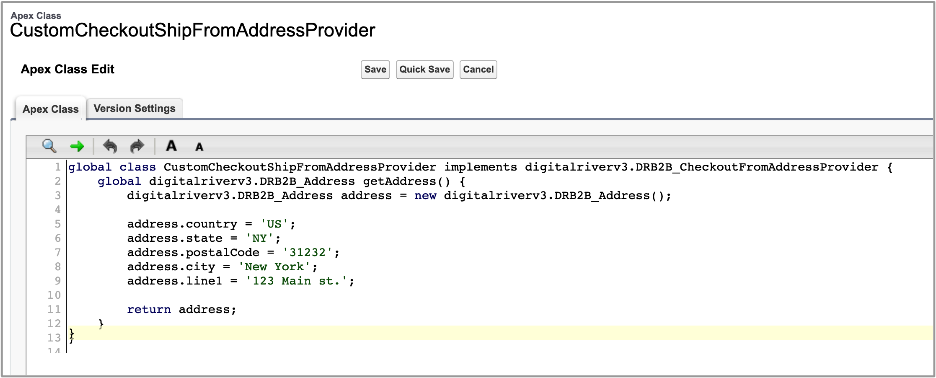 Apex Class
CustomCheckoutShipFromAddressProvider
Apex Class Edit
Save Quick Save Cancel
Apex Class Version Settings
A A
1 global class CustomCheckoutShipFromAddressProvider implements digitalriverv3.DRB2B_CheckoutFromAddressProvider {
2 global digitalriverv3.DRB2B_Address getAddress() {
3 digitalriverv3.DRB2B_Address address = new digitalriverv3.DRB2B_Address();
4
5 address.country = 'US';
6 address.state = 'NY';
7 address.postalCode = '31232';
8 address.city = 'New York';
9 address.line1 = '123 Main st.';
10
11 return address;
12 }
13 }
14